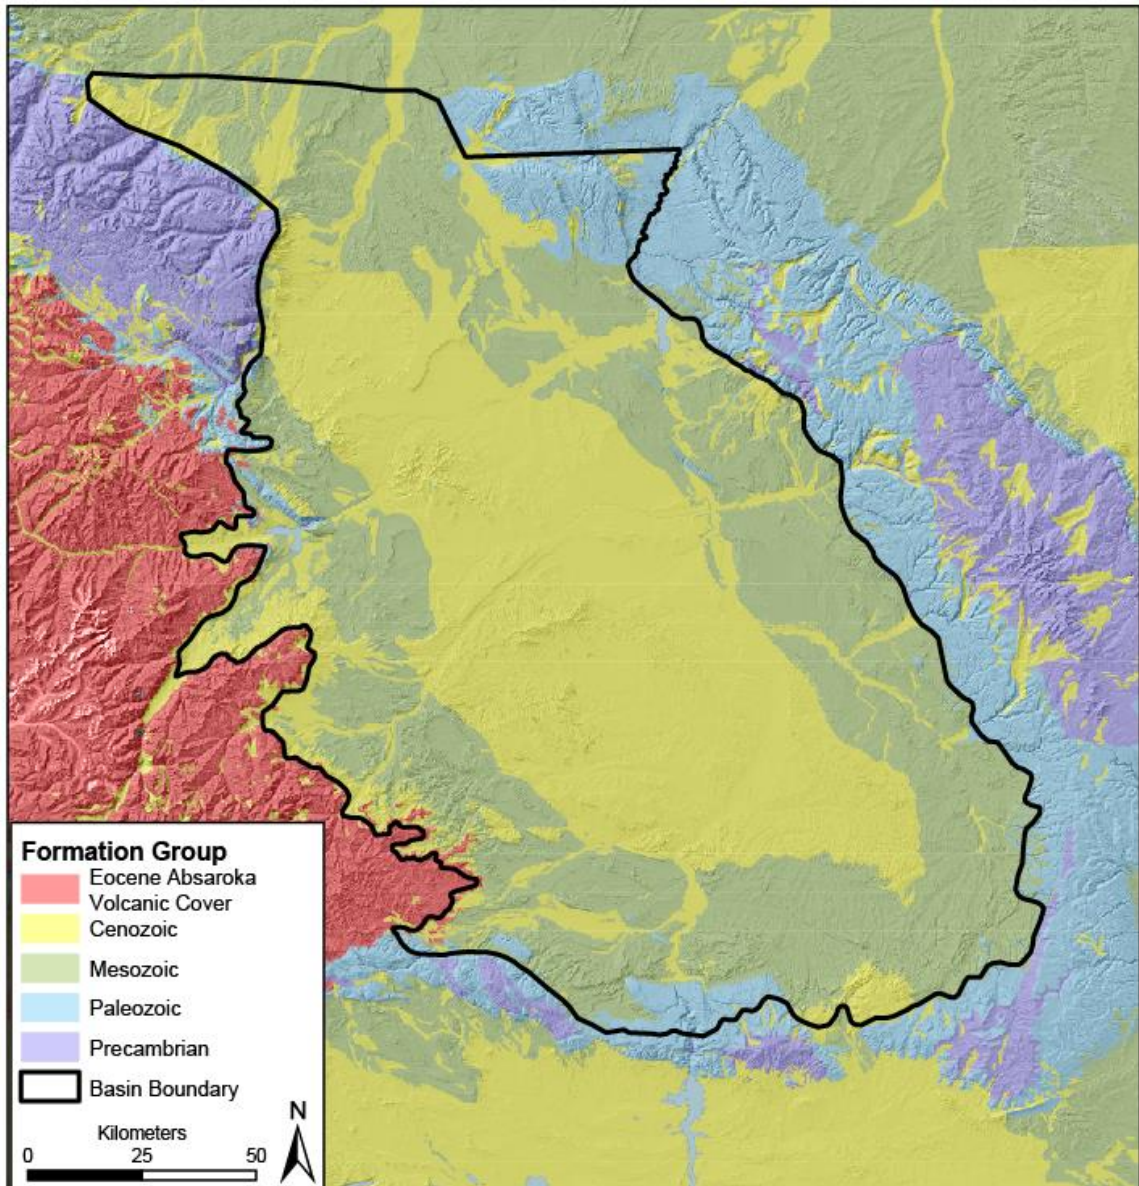 Formation Group
Eocene Absaroka
Volcanic Cover
Cenozoic
Mesozoic
Paleozoic
Precambrian
Basin Boundary
Kilometers
N
0 25 50